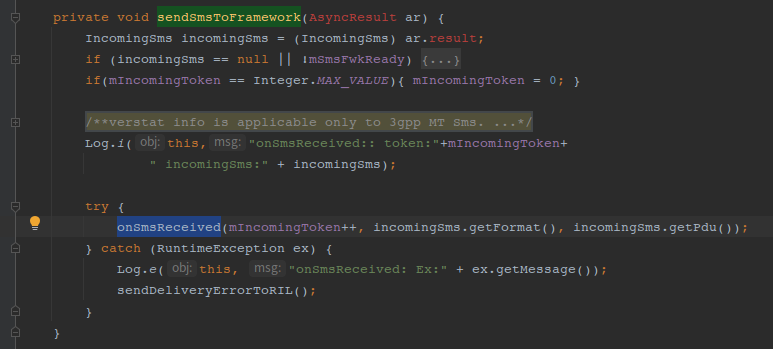 private void sendSmsToFramework(AsyncResult ar) {
IncomingSms incomingSms = (IncomingSms) ar.result;
if (incomingSms == null || !mSmsFwkReady) {...}
if(mIncomingToken == Integer.MAX_VALUE){ mIncomingToken = 0; }
/**verstat info is applicable only to 3gpp MT Sms. ...*/
Log.i( obj: this, msg: "onSmsReceived:: token:"+mIncomingToken+
" incomingSms:" + incomingSms);
try {
onSmsReceived(mIncomingToken++, incomingSms.getFormat(), incomingSms.getPdu());
} catch (RuntimeException ex) {
Log.e( obj: this, msg: "onSmsReceived: Ex:" + ex.getMessage());
sendDeliveryErrorToRIL();
}
}